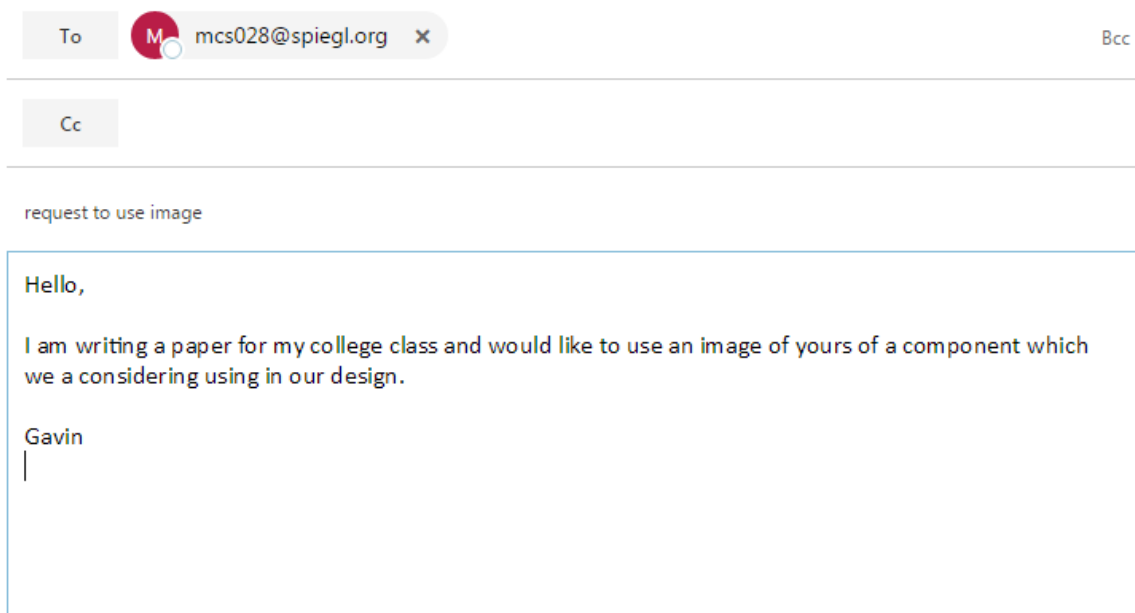 To M mcs028@spiegl.org × Bcc
Cc
request to use image
Hello,
I am writing a paper for my college class and would like to use an image of yours of a component which
we a considering using in our design.
Gavin